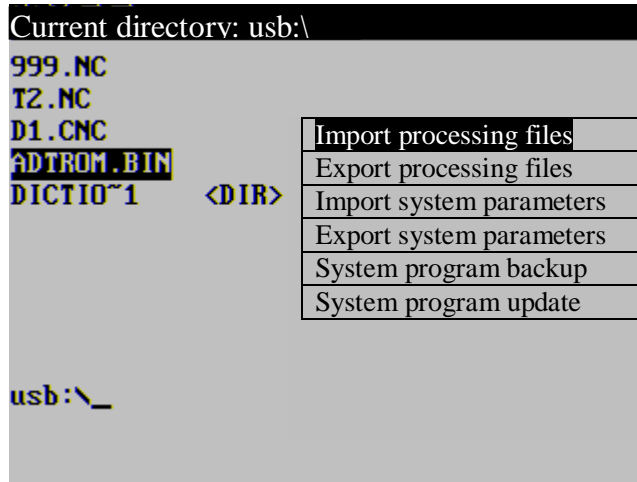 Current directory: usb:\
999.NC
T2.NC
D1.CNC
ADTROM.BIN
DICTIO~1 <DIR>
Import processing files
Export processing files
Import system parameters
Export system parameters
System program backup
System program update
usb:\_